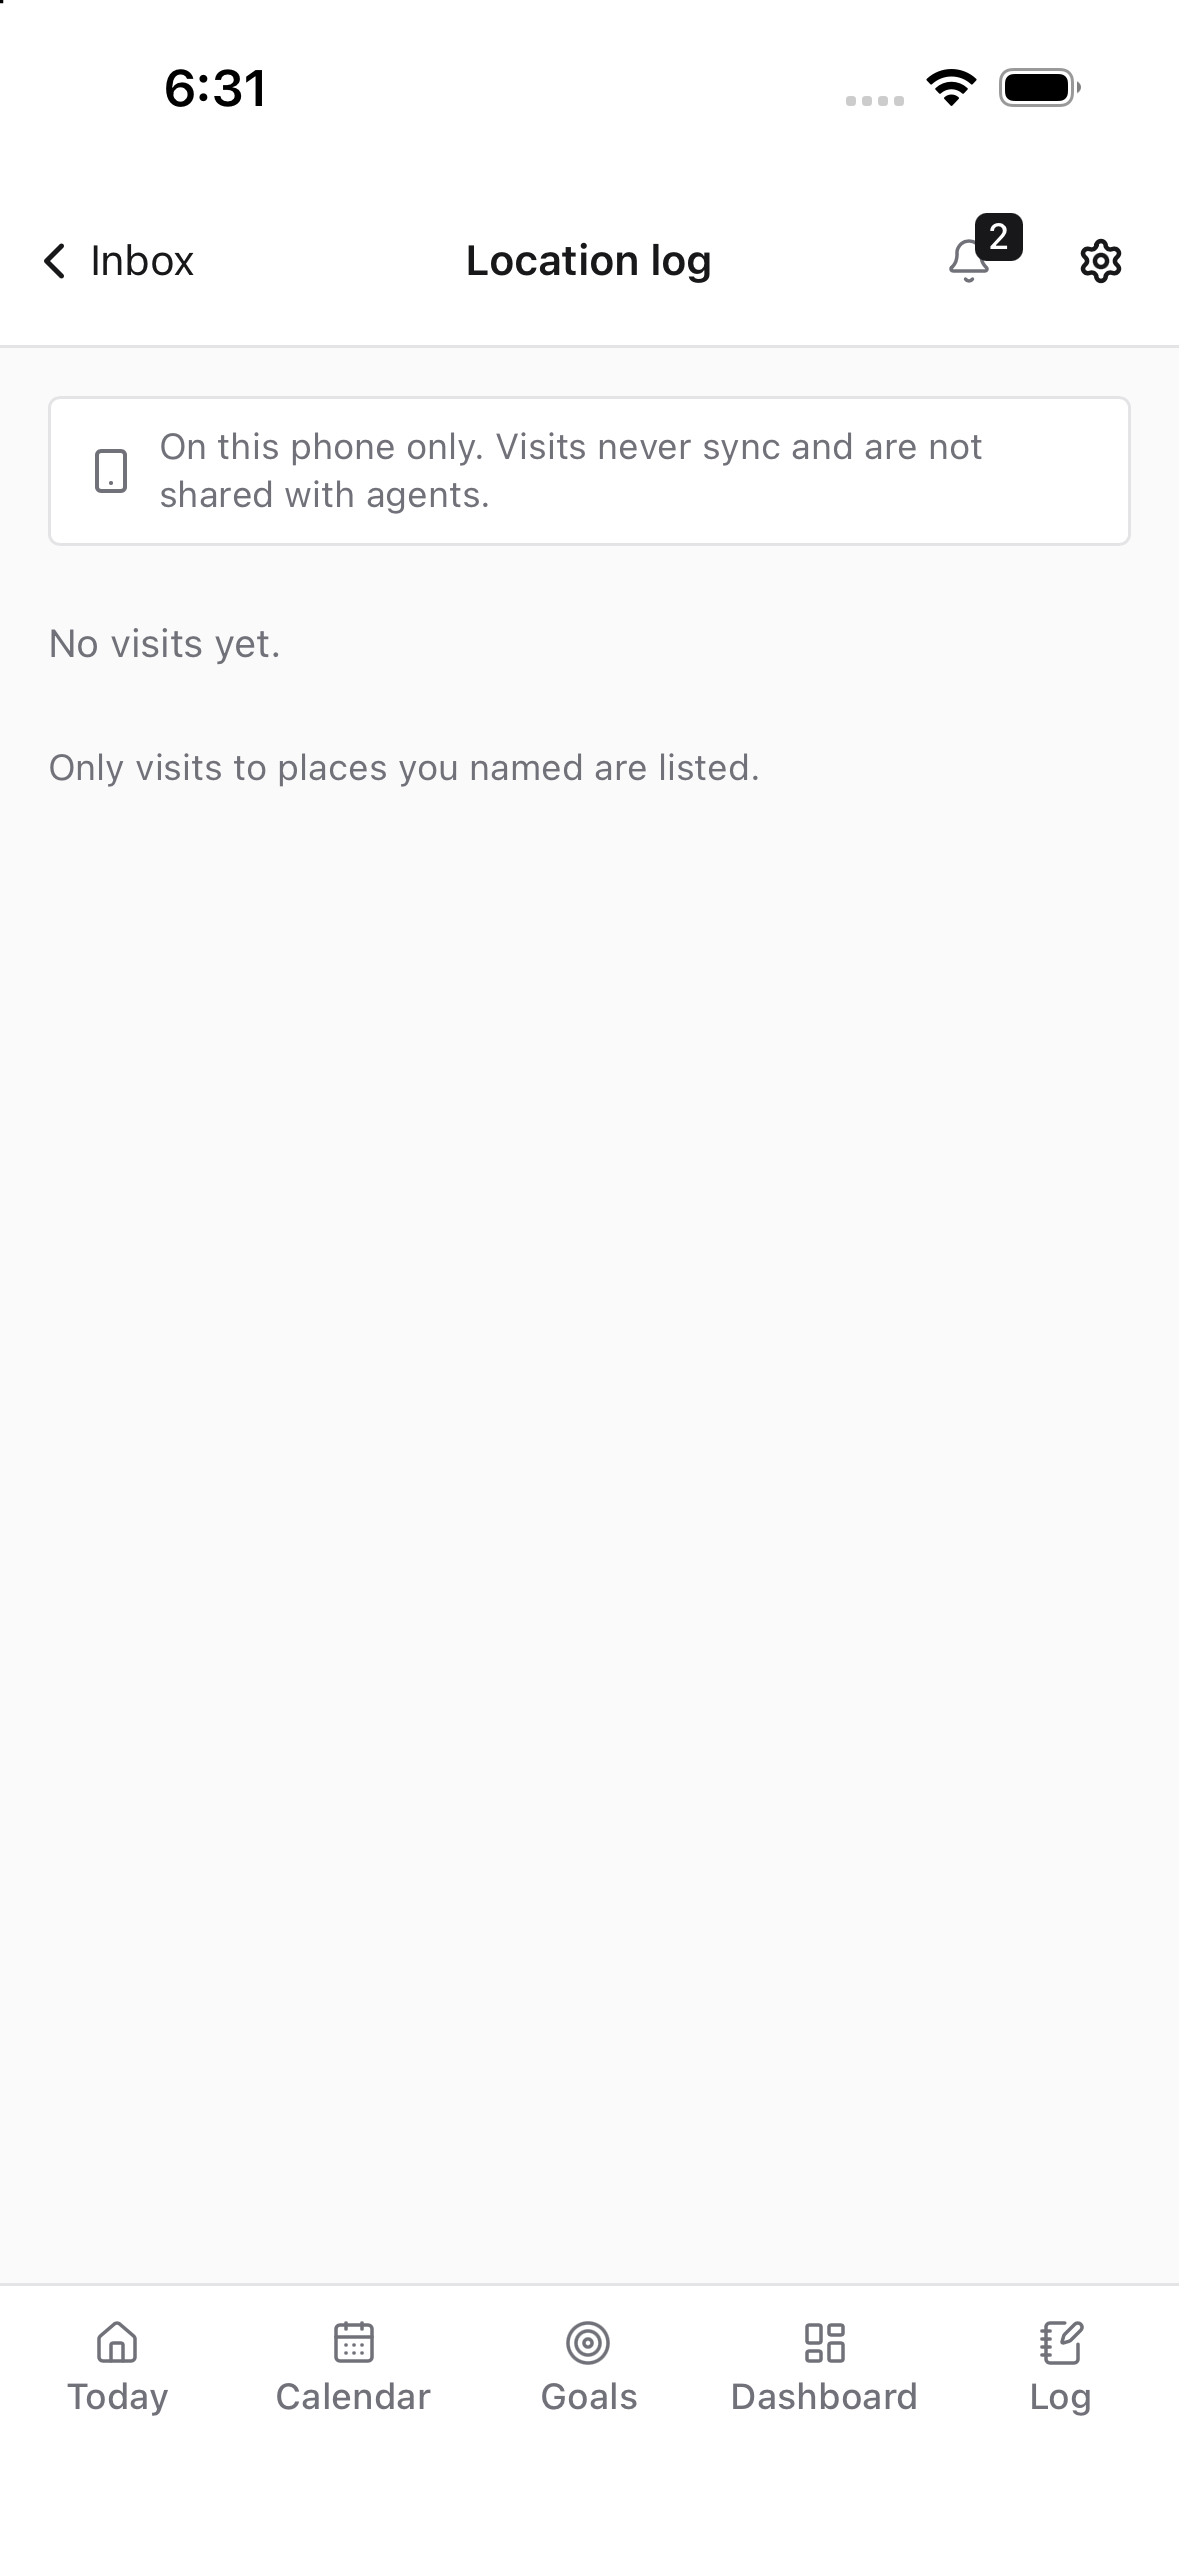 6:31
Inbox
Location log
2
On this phone only. Visits never sync and are not
shared with agents.
No visits yet.
Only visits to places you named are listed.
Today
Calendar
Goals
Dashboard
Log